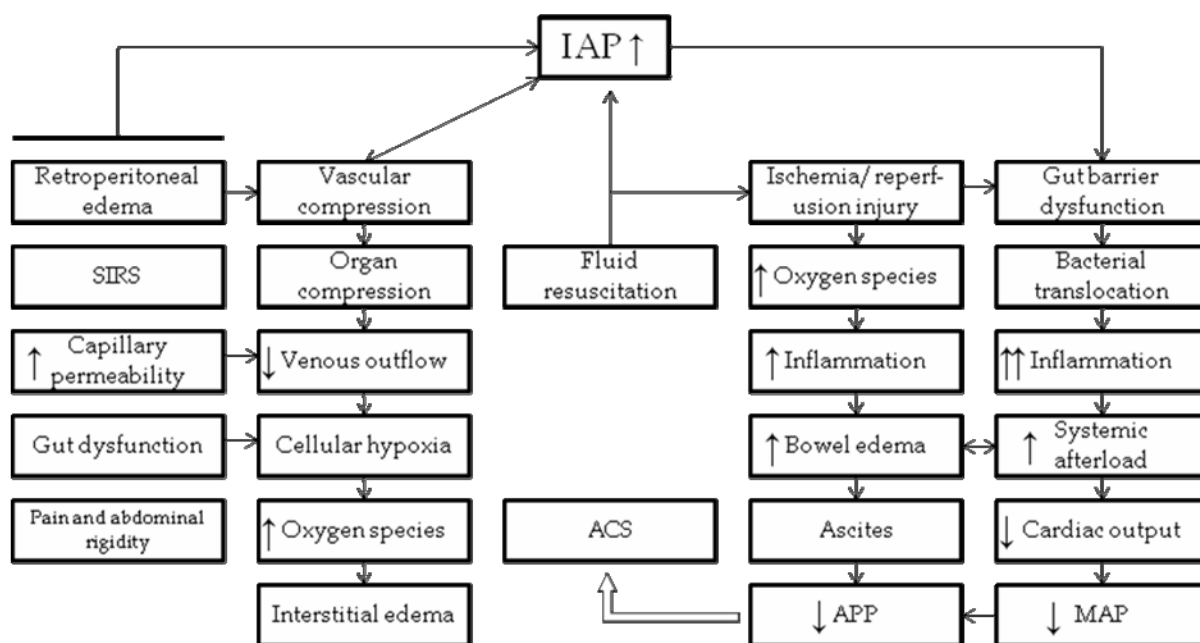 IAP ↑
Retroperitoneal
edema
Vascular
compression
Ischemia/ reperf-
usion injury
Gut barrier
dysfunction
SIRS
Organ
compression
Fluid
resuscitation
↑ Oxygen species
Bacterial
translocation
↑ Capillary
permeability
↓ Venous outflow
↑ Inflammation
↑↑ Inflammation
Gut dysfunction
Cellular hypoxia
↑ Bowel edema
↑ Systemic
afterload
Pain and abdominal
rigidity
↑ Oxygen species
ACS
Ascites
↓ Cardiac output
Interstitial edema
↓ APP
↓ MAP